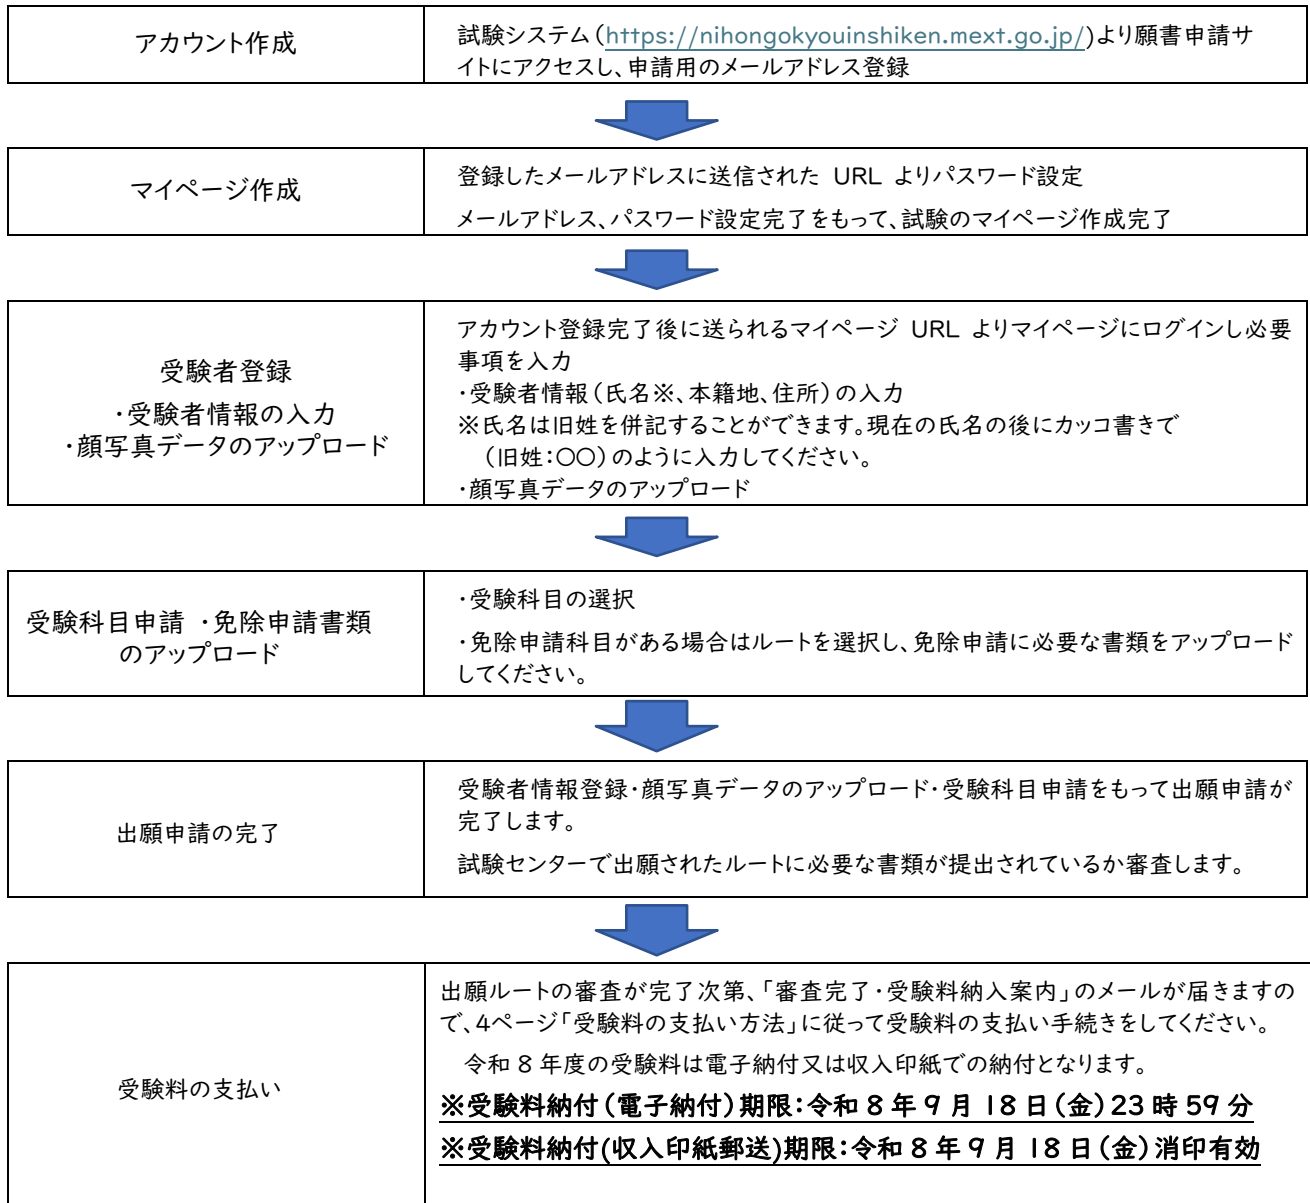 アカウント作成
試験システム（https://nihongokyouinshiken.mext.go.jp/)より願書申請サ
イトにアクセスし、申請用のメールアドレス登録
マイページ作成
登録したメールアドレスに送信された URL よりパスワード設定
メールアドレス、パスワード設定完了をもって、試験のマイページ作成完了
受験者登録
・受験者情報の入力
・顔写真データのアップロード
アカウント登録完了後に送られるマイページ URL よりマイページにログインし必要
事項を入力
・受験者情報（氏名※、本籍地、住所）の入力
※氏名は旧姓を併記することができます。現在の氏名の後にカッコ書きで
（旧姓：〇〇）のように入力してください。
・顔写真データのアップロード
受験科目申請 ・免除申請書類
のアップロード
・受験科目の選択
・免除申請科目がある場合はルートを選択し、免除申請に必要な書類をアップロード
してください。
出願申請の完了
受験者情報登録・顔写真データのアップロード・受験科目申請をもって出願申請が
完了します。
試験センターで出願されたルートに必要な書類が提出されているか審査します。
受験料の支払い
出願ルートの審査が完了次第、「審査完了・受験料納入案内」のメールが届きますの
で、4ページ「受験料の支払い方法」に従って受験料の支払い手続きをしてください。
令和 8 年度の受験料は電子納付又は収入印紙での納付となります。
※受験料納付（電子納付）期限：令和 8 年 9 月 18 日（金）23 時 59 分
※受験料納付(収入印紙郵送)期限：令和 8 年 9 月 18 日（金）消印有効